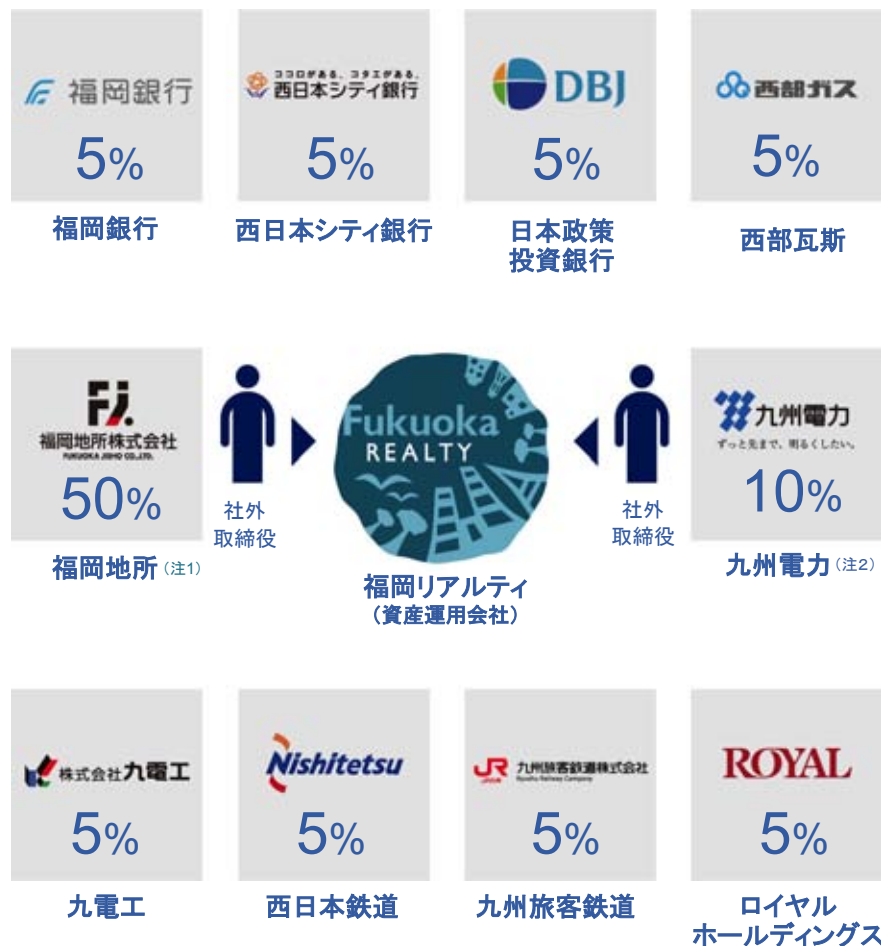 福岡銀行
5%
福岡銀行
ココロがある、コタエがある。
西日本シティ銀行
5%
西日本シティ銀行
DBJ
5%
日本政策
投資銀行
西部ガス
5%
西部瓦斯
FJ.
福岡地所株式会社
FUKUOKA JISHO CO.,LTD.
50%
福岡地所(注1)
社外
取締役
Fukuoka
REALTY
福岡リアルティ
(資産運用会社)
社外
取締役
九州電力
ずっと先まで、明るくしたい。
10%
九州電力(注2)
株式会社九電工
5%
九電工
Nishitetsu
5%
西日本鉄道
JR
九州旅客鉄道株式会社
Kyushu Railway Company
5%
九州旅客鉄道
ROYAL
5%
ロイヤル
ホールディングス